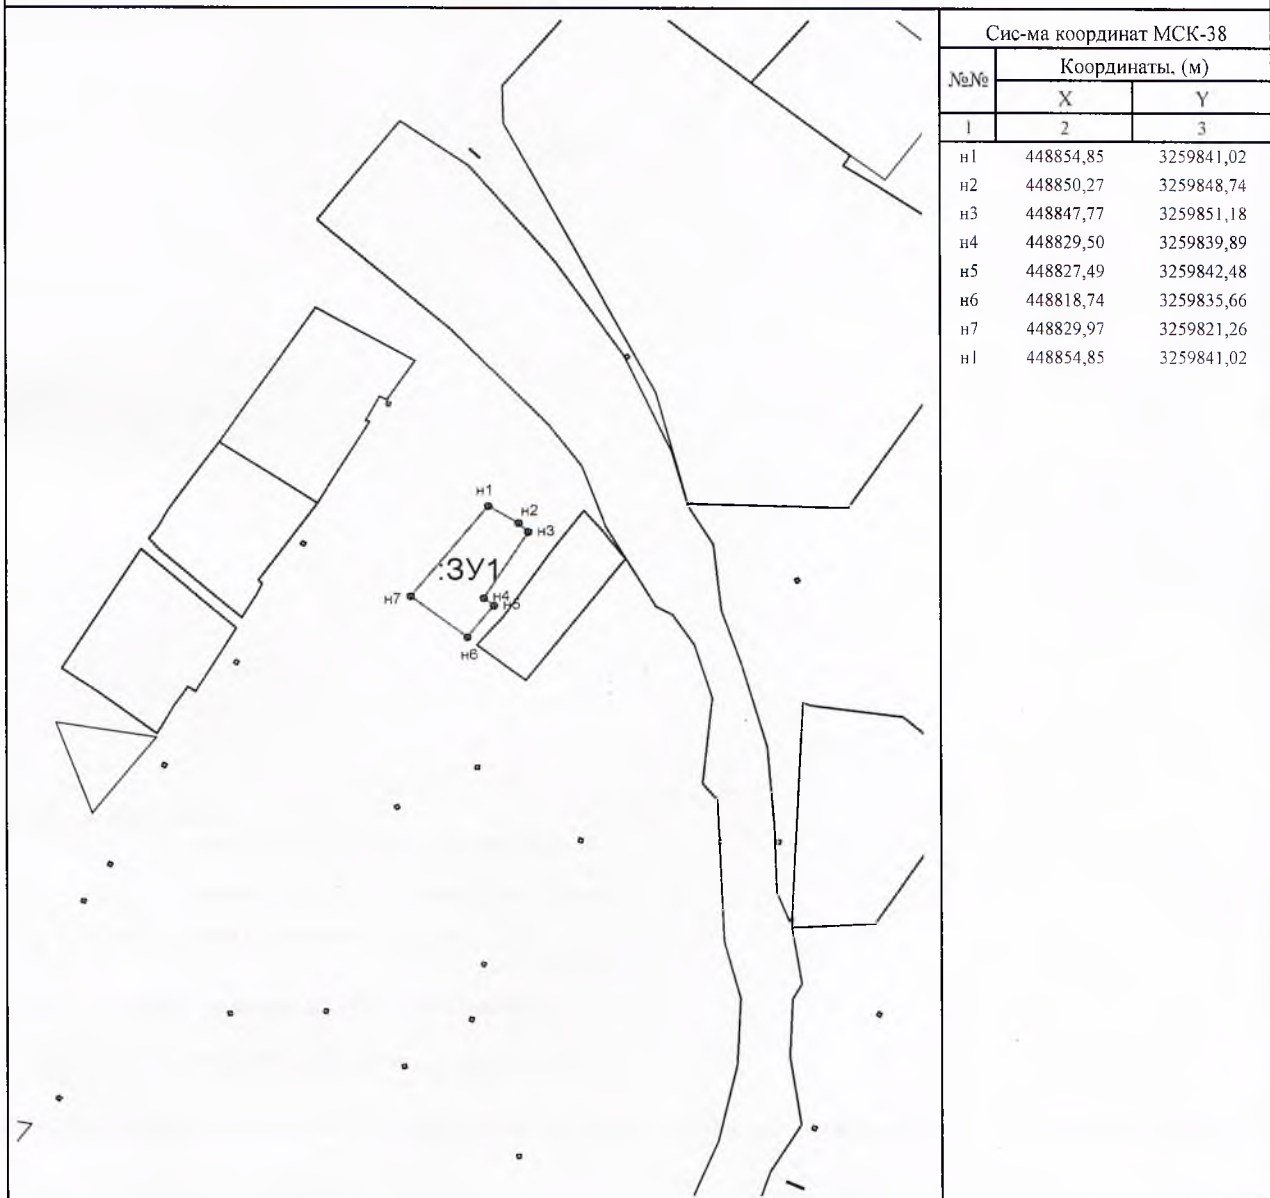 Сис-ма координат МСК-38
№№
Координаты, (м)
X Y
1 2 3
н1 448854,85 3259841,02
н2 448850,27 3259848,74
н3 448847,77 3259851,18
н4 448829,50 3259839,89
н5 448827,49 3259842,48
н6 448818,74 3259835,66
н7 448829,97 3259821,26
н1 448854,85 3259841,02
н1
н2
н3
:ЗУ1
н7
н4
н5
н6
7